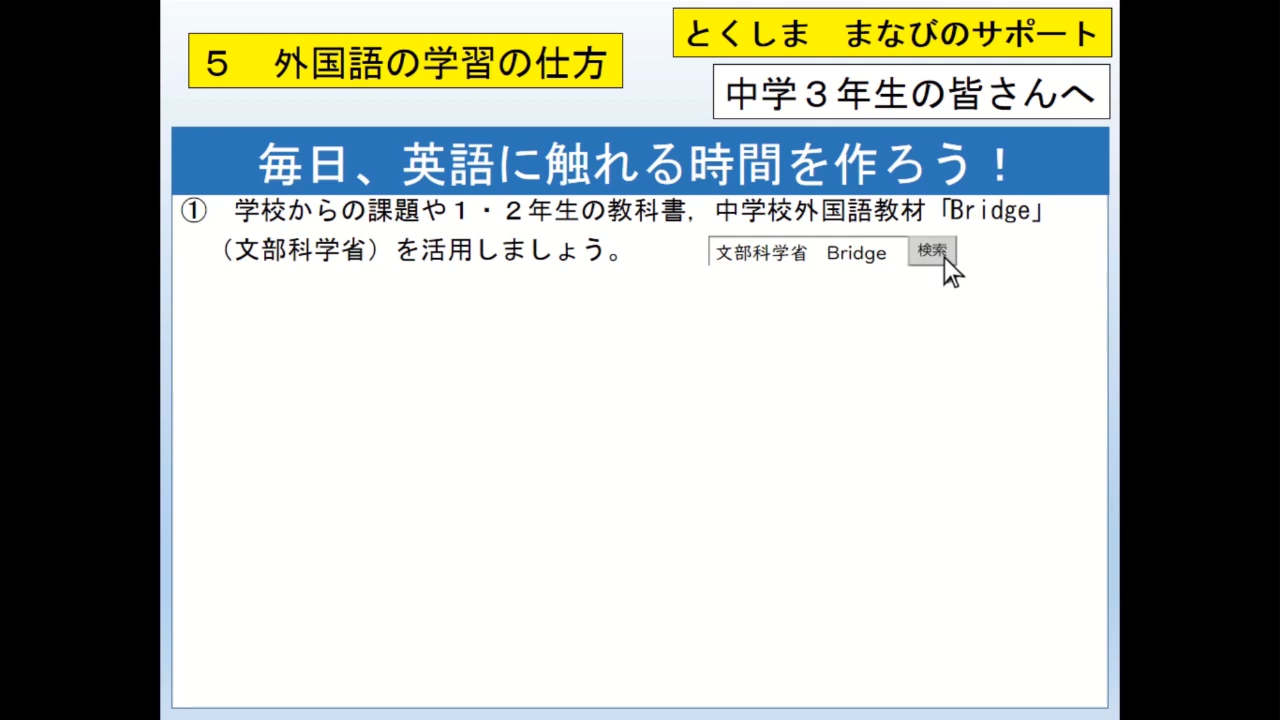 ５　外国語の学習の仕方
とくしま　まなびのサポート
中学３年生の皆さんへ
毎日、英語に触れる時間を作ろう！
①　学校からの課題や１・２年生の教科書，中学校外国語教材「Bridge」
（文部科学省）を活用しましょう。
文部科学省　Bridge　検索